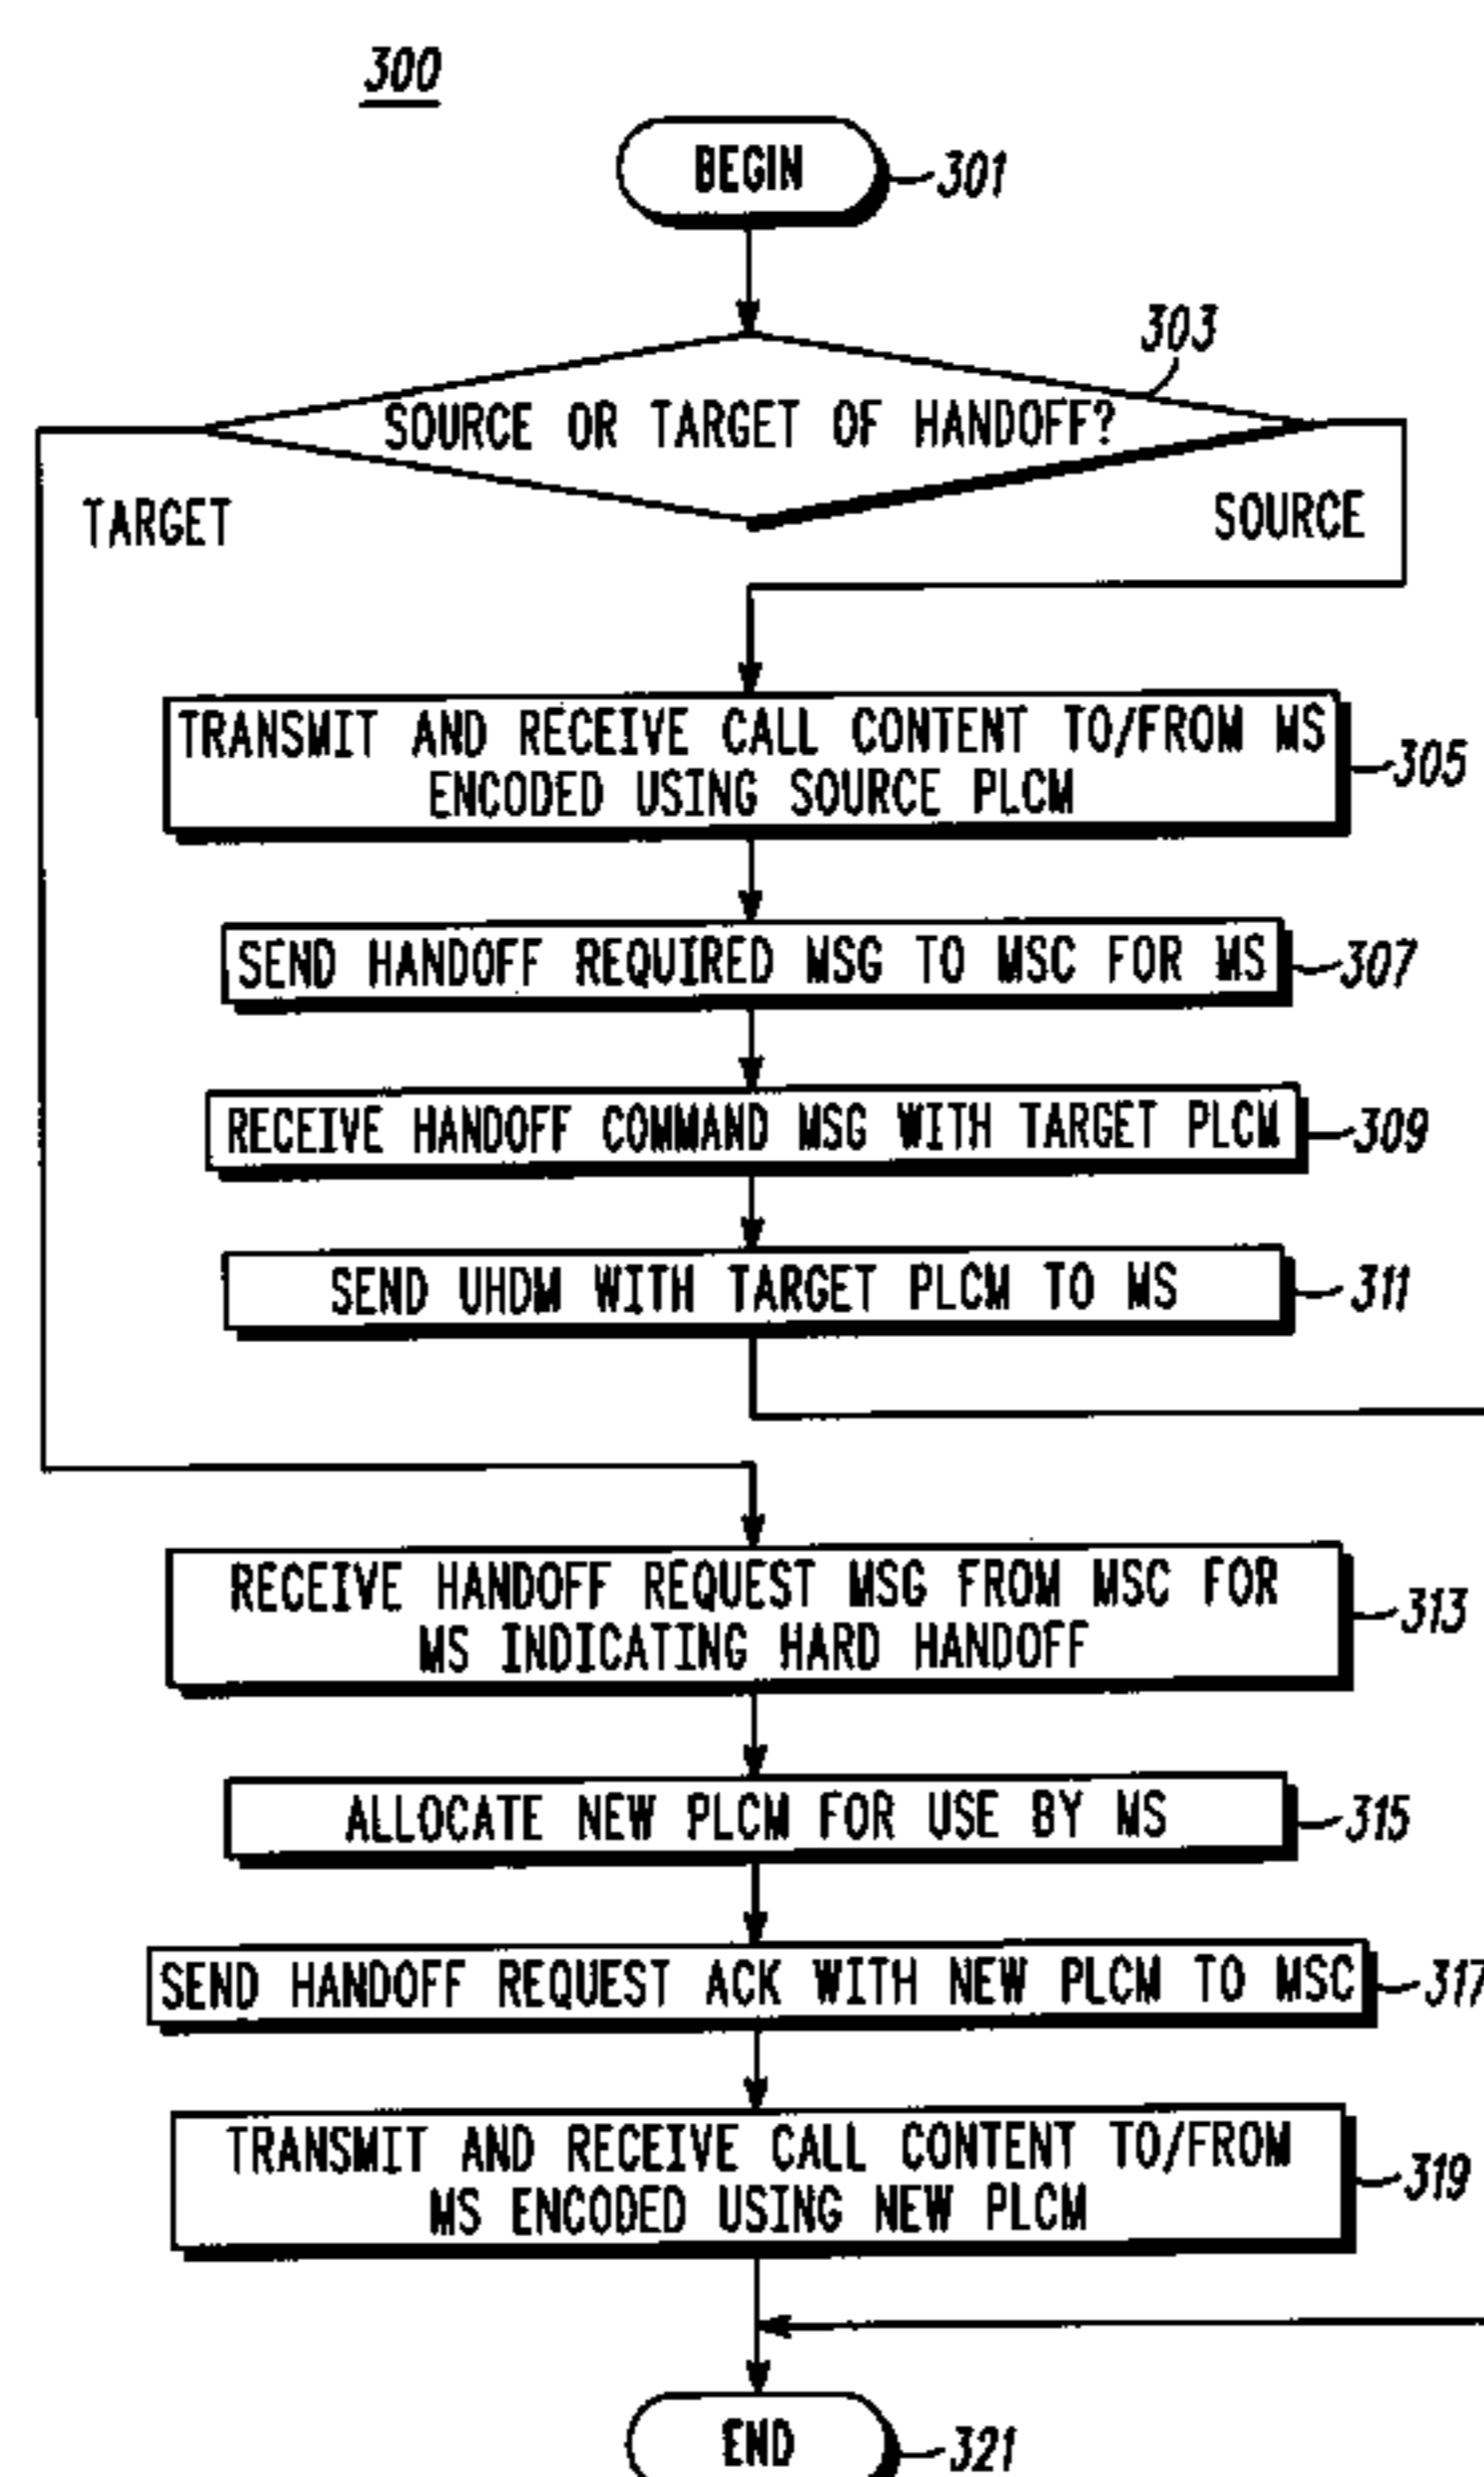 300
BEGIN
301
303
SOURCE OR TARGET OF HANDOFF?
TARGET
SOURCE
TRANSMIT AND RECEIVE CALL CONTENT TO/FROM MS
ENCODED USING SOURCE PLCM
305
SEND HANDOFF REQUIRED MSG TO MSC FOR MS
307
RECEIVE HANDOFF COMMAND MSG WITH TARGET PLCM
309
SEND UHDM WITH TARGET PLCM TO MS
311
RECEIVE HANDOFF REQUEST MSG FROM MSC FOR
MS INDICATING HARD HANDOFF
313
ALLOCATE NEW PLCM FOR USE BY MS
315
SEND HANDOFF REQUEST ACK WITH NEW PLCM TO MSC
317
TRANSMIT AND RECEIVE CALL CONTENT TO/FROM
MS ENCODED USING NEW PLCM
319
END
321